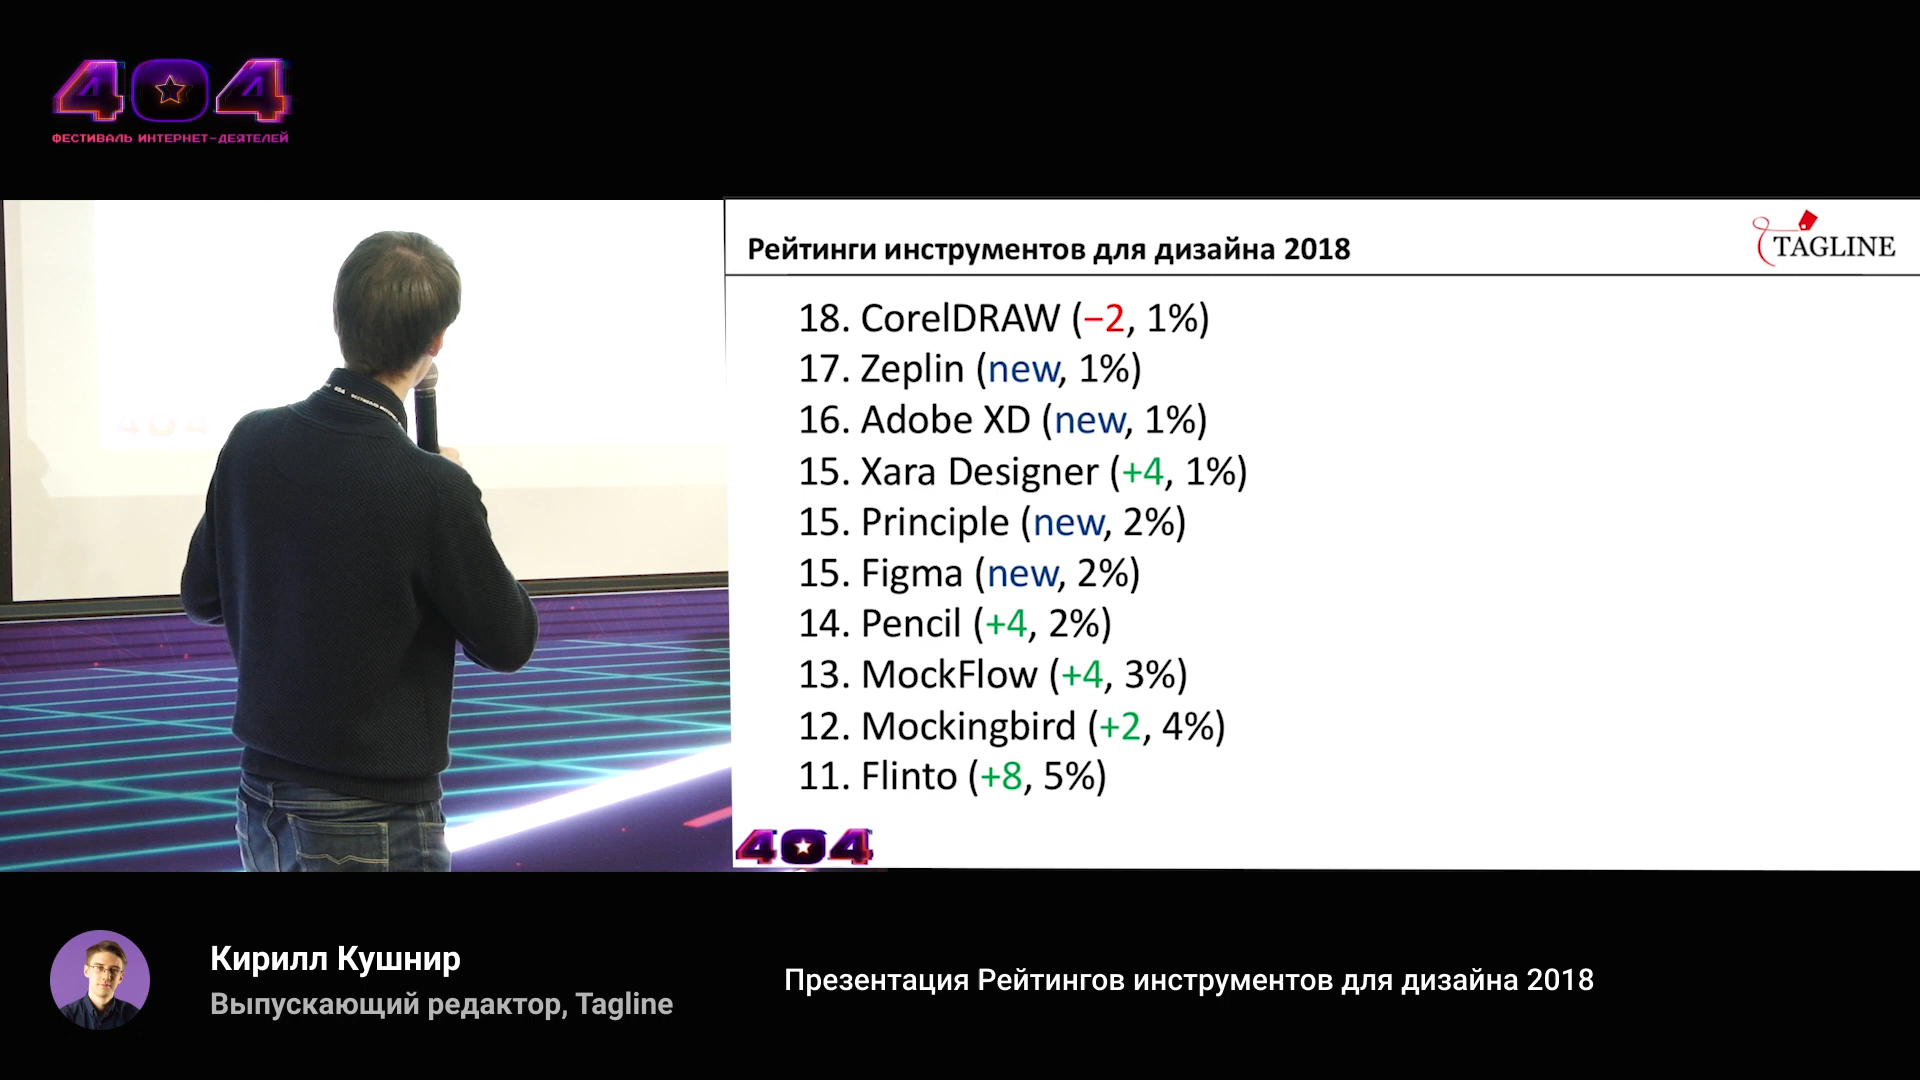 404
ФЕСТИВАЛЬ ИНТЕРНЕТ-ДЕЯТЕЛЕЙ
Рейтинги инструментов для дизайна 2018
TAGLINE
18. CorelDRAW (−2, 1%)
17. Zeplin (new, 1%)
16. Adobe XD (new, 1%)
15. Xara Designer (+4, 1%)
15. Principle (new, 2%)
15. Figma (new, 2%)
14. Pencil (+4, 2%)
13. MockFlow (+4, 3%)
12. Mockingbird (+2, 4%)
11. Flinto (+8, 5%)
404
Кирилл Кушнир
Выпускающий редактор, Tagline
Презентация Рейтингов инструментов для дизайна 2018